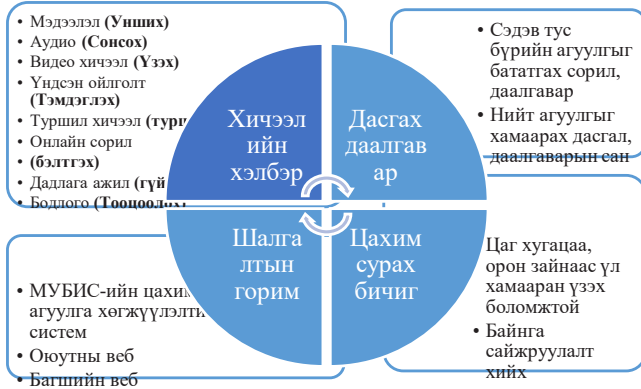 • Мэдээлэл (Унших)
• Аудио (Сонсох)
• Видео хичээл (Үзэх)
• Үндсэн ойлголт
(Тэмдэглэх)
• Туршил хичээл
• Онлайн сорил
• (бэлтгэх)
• Дадлага ажил
• Бодлого (Тооцоолох)
• Сэдэв тус
бүрийн агуулгыг
бататгах сорил,
даалгавар
• Нийт агуулгыг
хамаарах дасгал,
даалгаварын сан
Хичээл
ийн
хэлбэр
Дасгах
даалгав
ар
Шалга
лтын
горим
Цахим
сурах
бичиг
• МУБИС-ийн
агуулга
систем
• Оюутны веб
• Багшийн веб
Цаг хугацаа,
орон зайнаас үл
хамааран үзэх
боломжтой
• Байнга
сайжруулалт
хийх